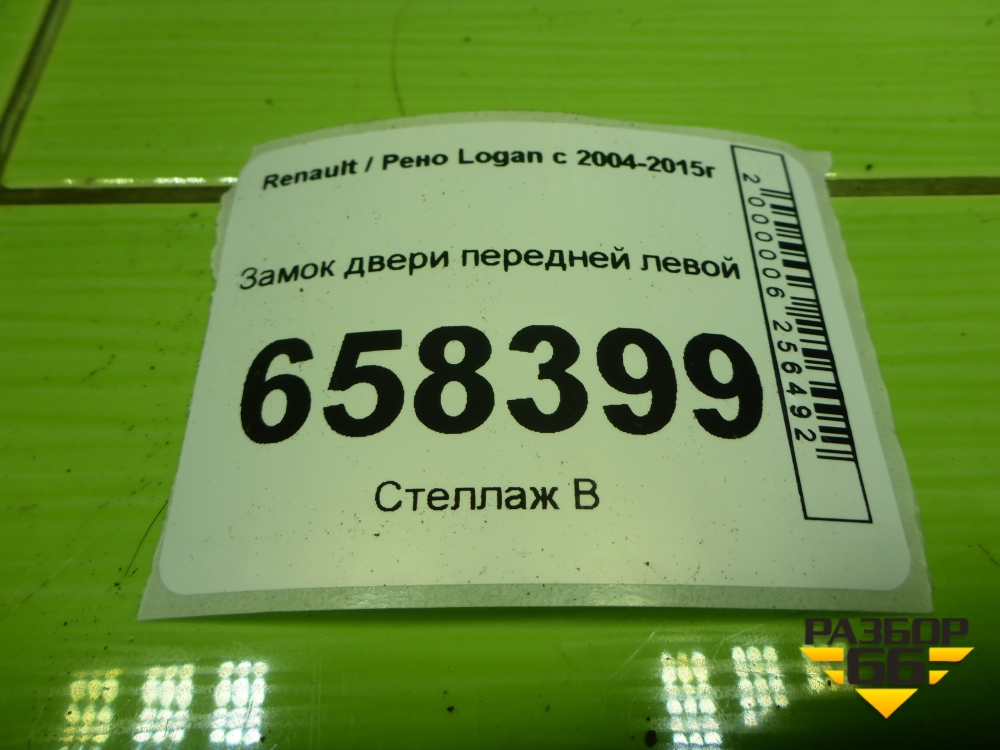 Renault / Рено Logan с 2004-2015г
Замок двери передней левой
658399
Стеллаж В
2000006256492
РАЗБОР
66